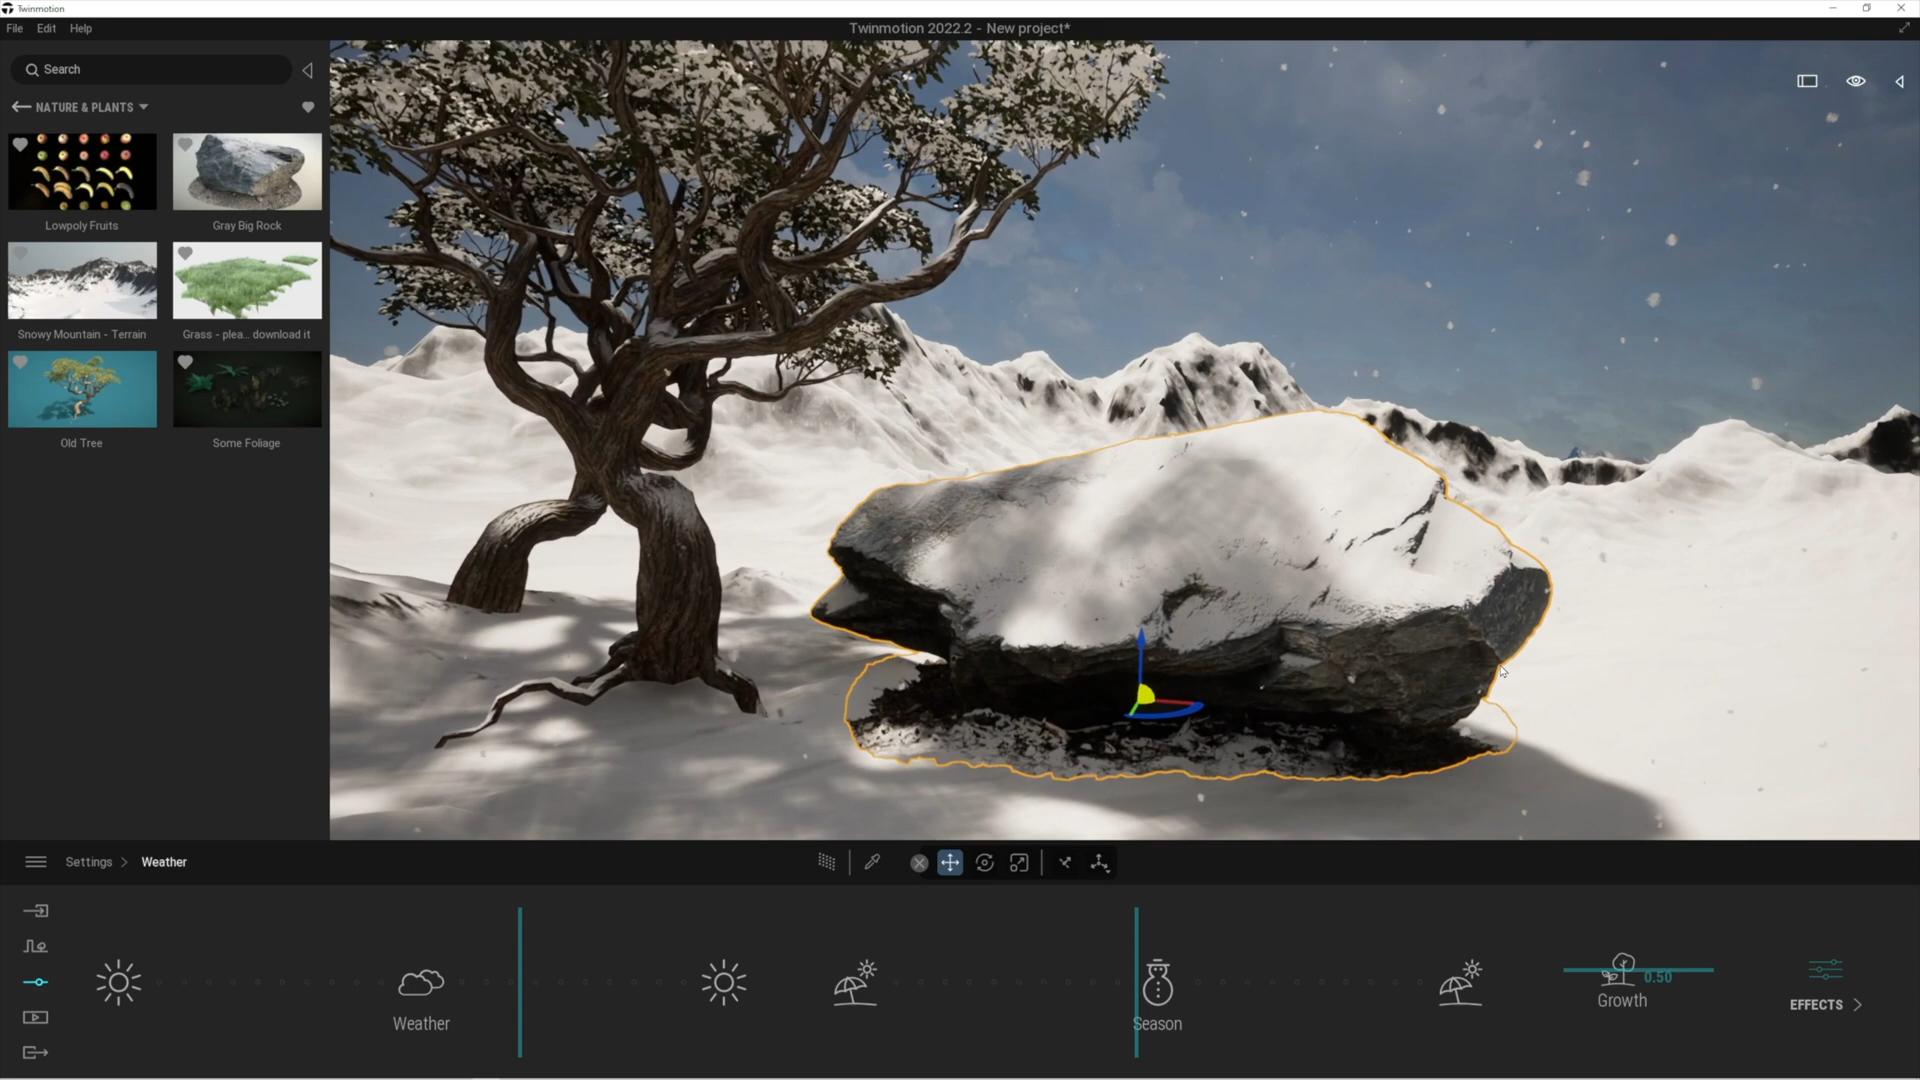 Twinmotion
File Edit Help
Twinmotion 2022.2 - New project*
Search
NATURE & PLANTS
Lowpoly Fruits
Gray Big Rock
Snowy Mountain - Terrain
Grass - plea... download it
Old Tree
Some Foliage
Settings > Weather
Weather
Season
0.50
Growth
EFFECTS